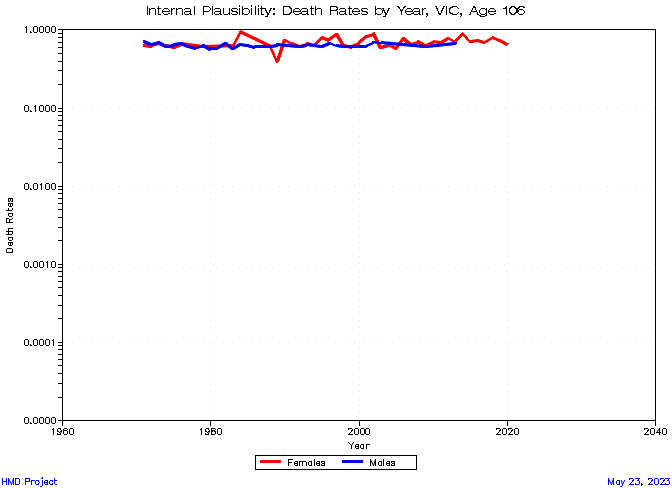 Internal Plausibility: Death Rates by Year, VIC, Age 106
1.0000
0.1000
0.0100
0.0010
0.0001
0.0000
Death Rates
1960
1980
2000
2020
2040
Year
Females
Males
HMD Project
May 23, 2023